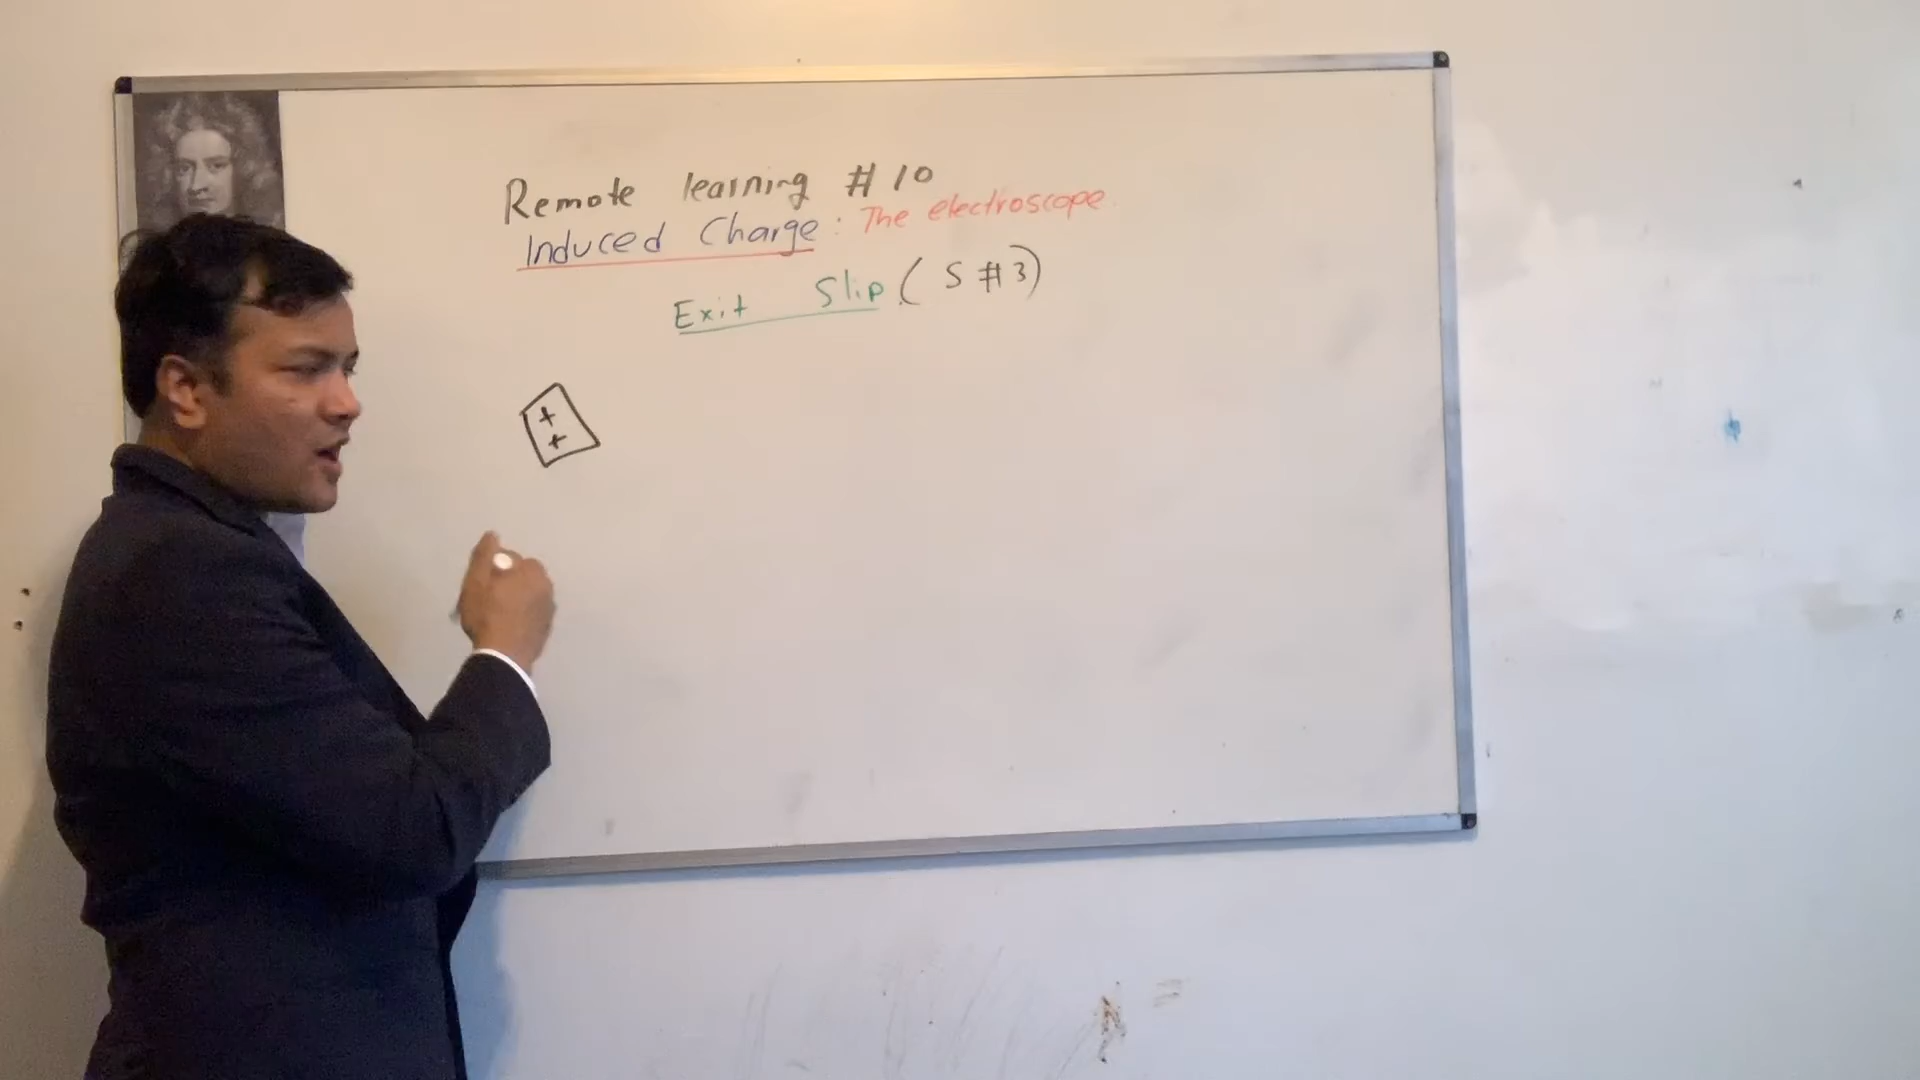 Remote learning # 10
Induced Charge : The electroscope
Exit Slip ( S # 3)
+
+